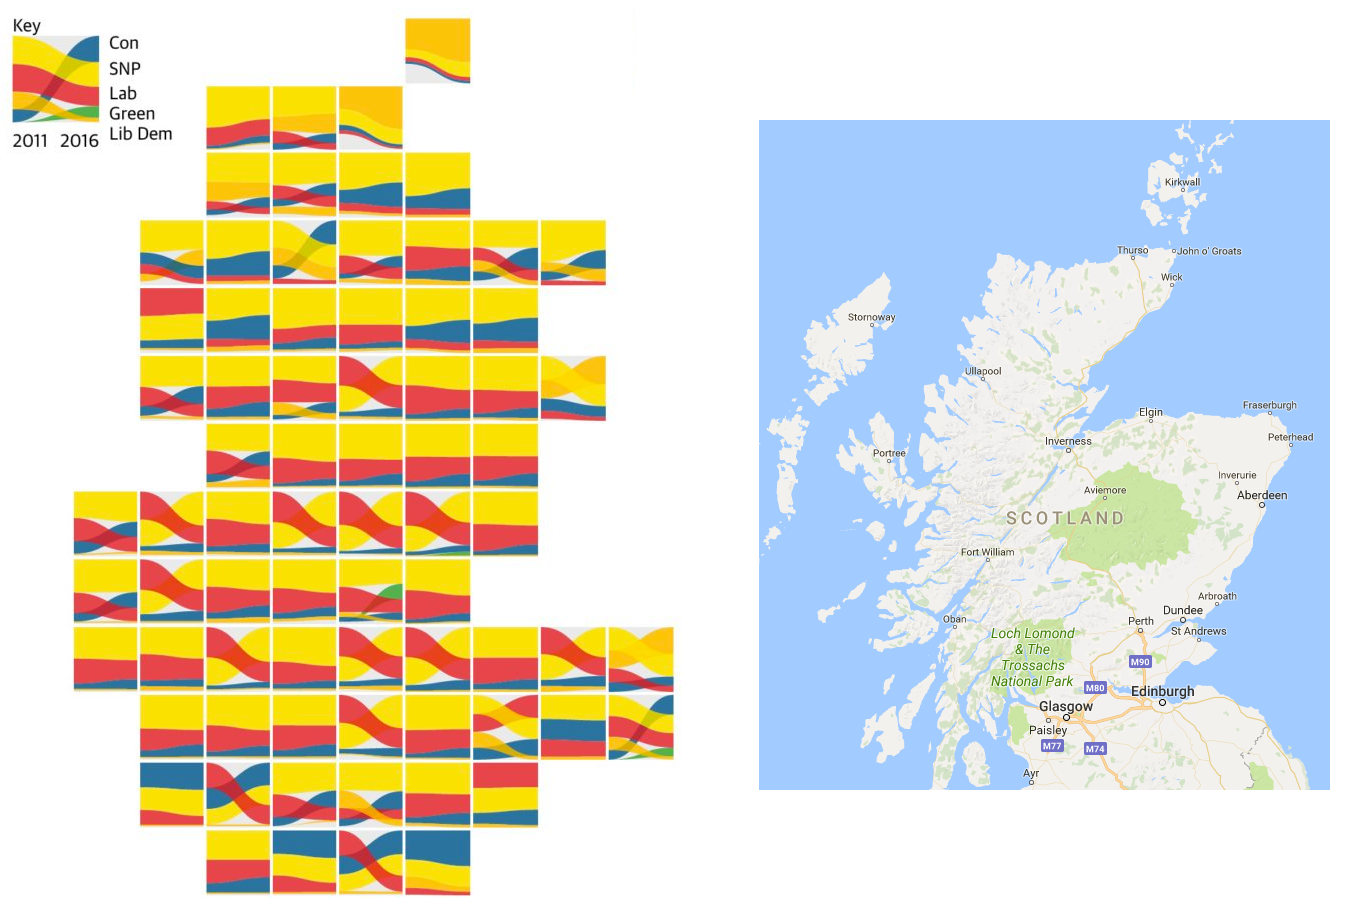 Key
Con
SNP
Lab
Green
Lib Dem
2011 2016
Kirkwall
Thurso
John o' Groats
Wick
Stornoway
Ullapool
Elgin
Fraserburgh
Peterhead
Inverness
Portree
Inverurie
Aviemore
Aberdeen
SCOTLAND
Fort William
Arbroath
Dundee
Oban
Perth
St Andrews
Loch Lomond
& The
Trossachs
National Park
M90
M80
Edinburgh
Glasgow
Paisley
M77
M74
Ayr